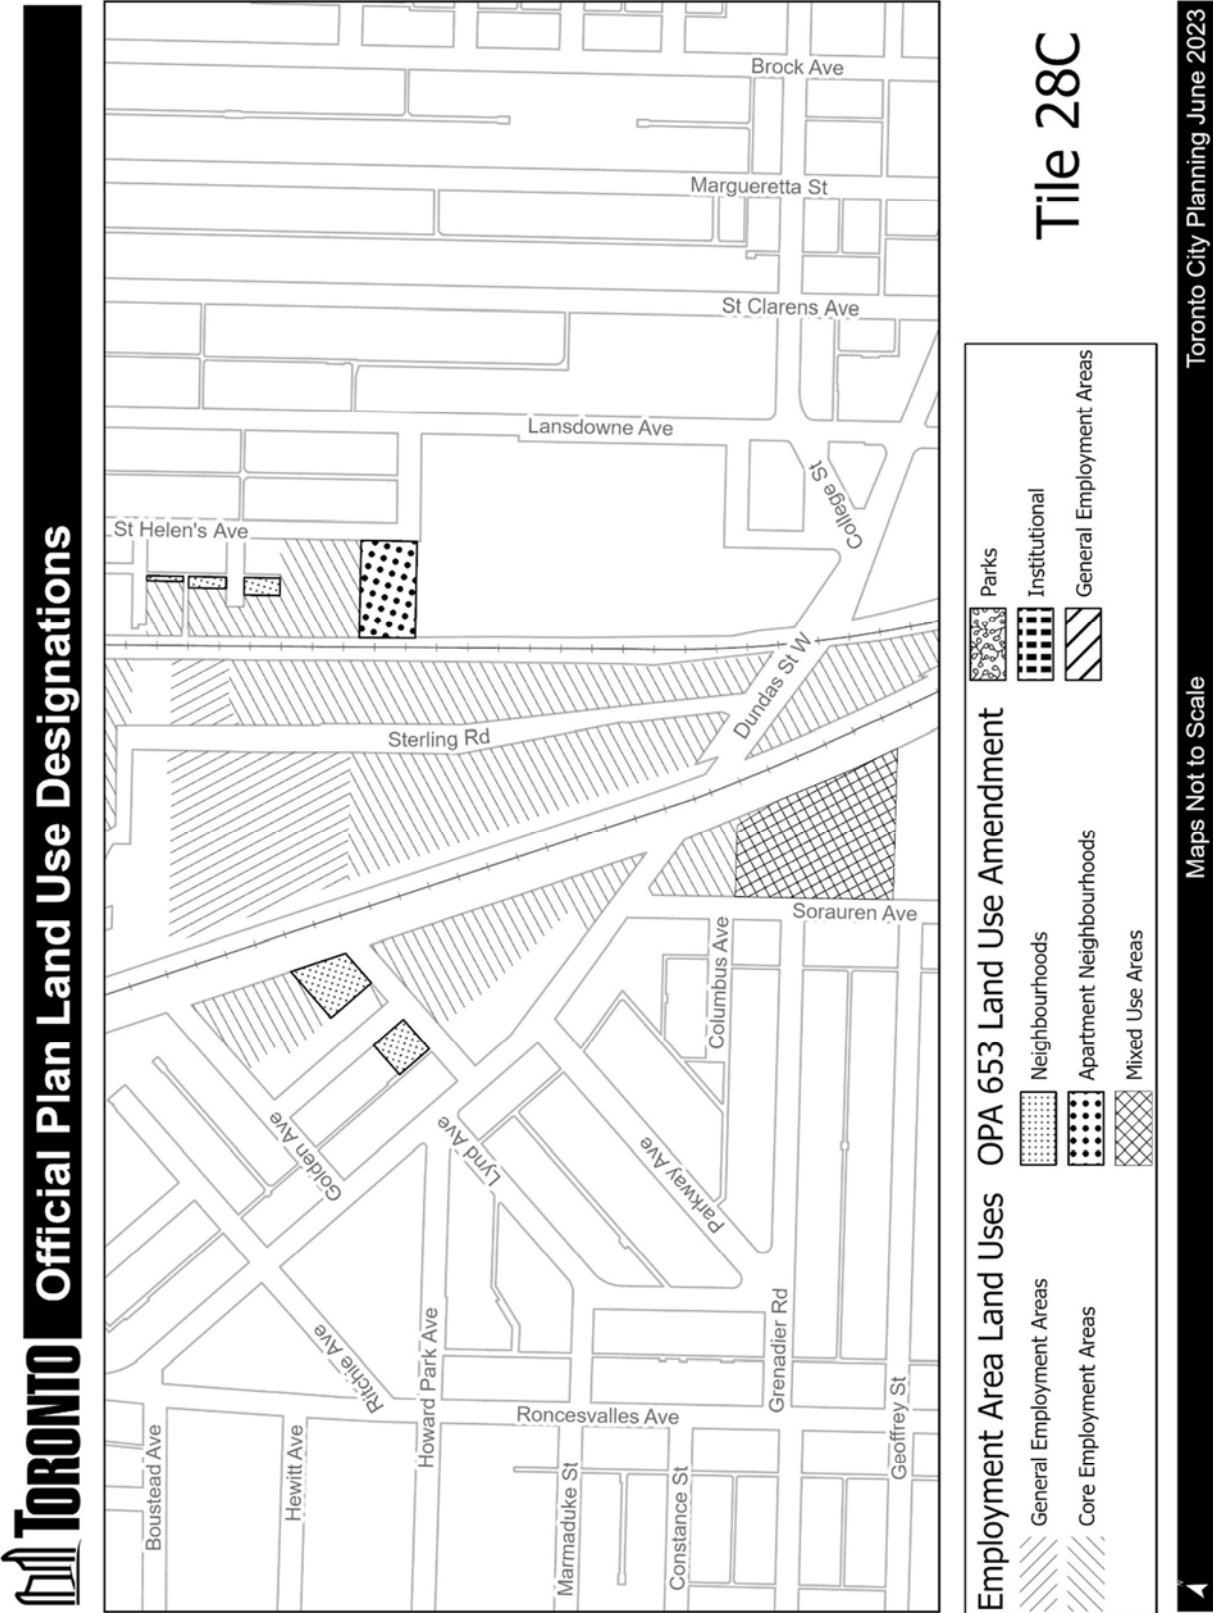 TORONTO Official Plan Land Use Designations
Brock Ave
Margueretta St
St Clarens Ave
Lansdowne Ave
College St
St Helen's Ave
Dundas St W
Sterling Rd
Sorauren Ave
Columbus Ave
Golden Ave
Lynd Ave
Parkway Ave
Ritchie Ave
Howard Park Ave
Grenadier Rd
Roncesvalles Ave
Geoffrey St
Boustead Ave
Hewitt Ave
Marmaduke St
Constance St
Tile 28C
Employment Area Land Uses
General Employment Areas
Core Employment Areas
OPA 653 Land Use Amendment
Neighbourhoods
Apartment Neighbourhoods
Mixed Use Areas
Parks
Institutional
General Employment Areas
Maps Not to Scale
Toronto City Planning June 2023